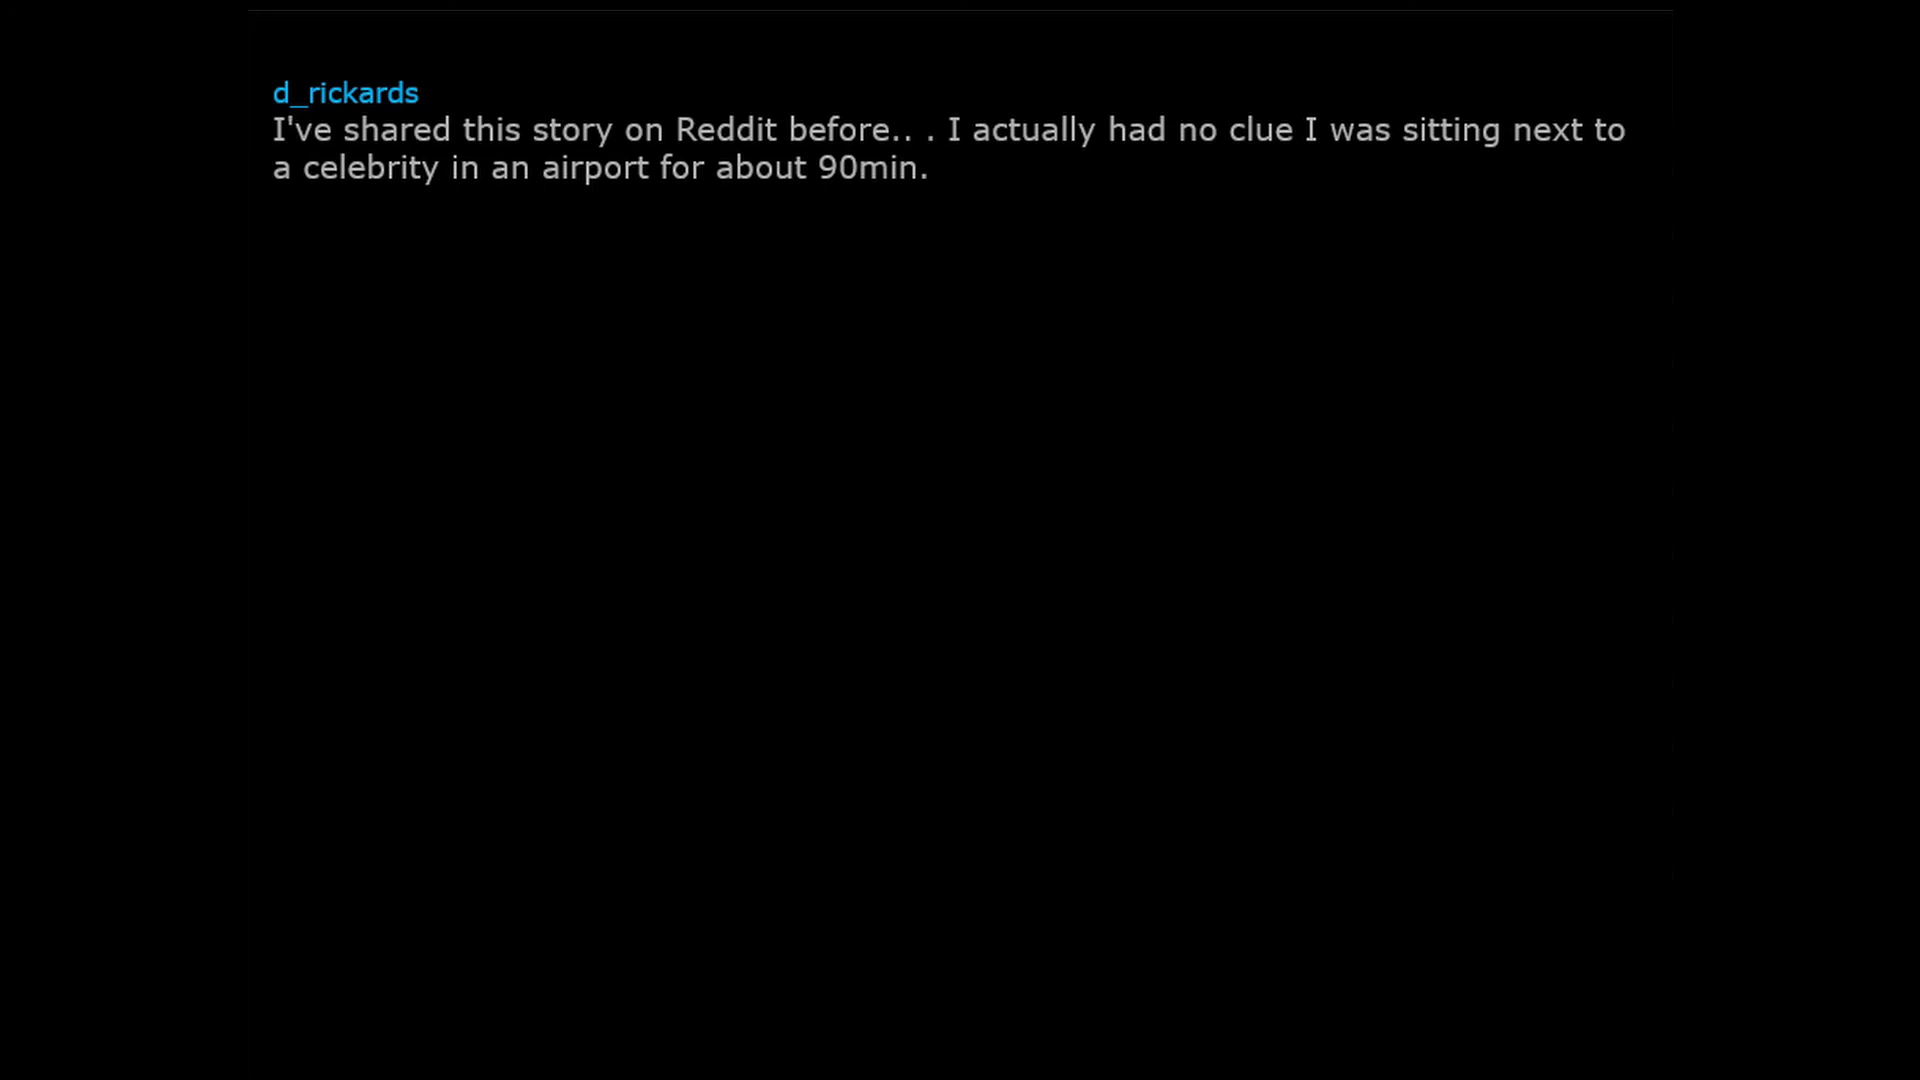 d_rickards
I've shared this story on Reddit before.. . I actually had no clue I was sitting next to
a celebrity in an airport for about 90min.